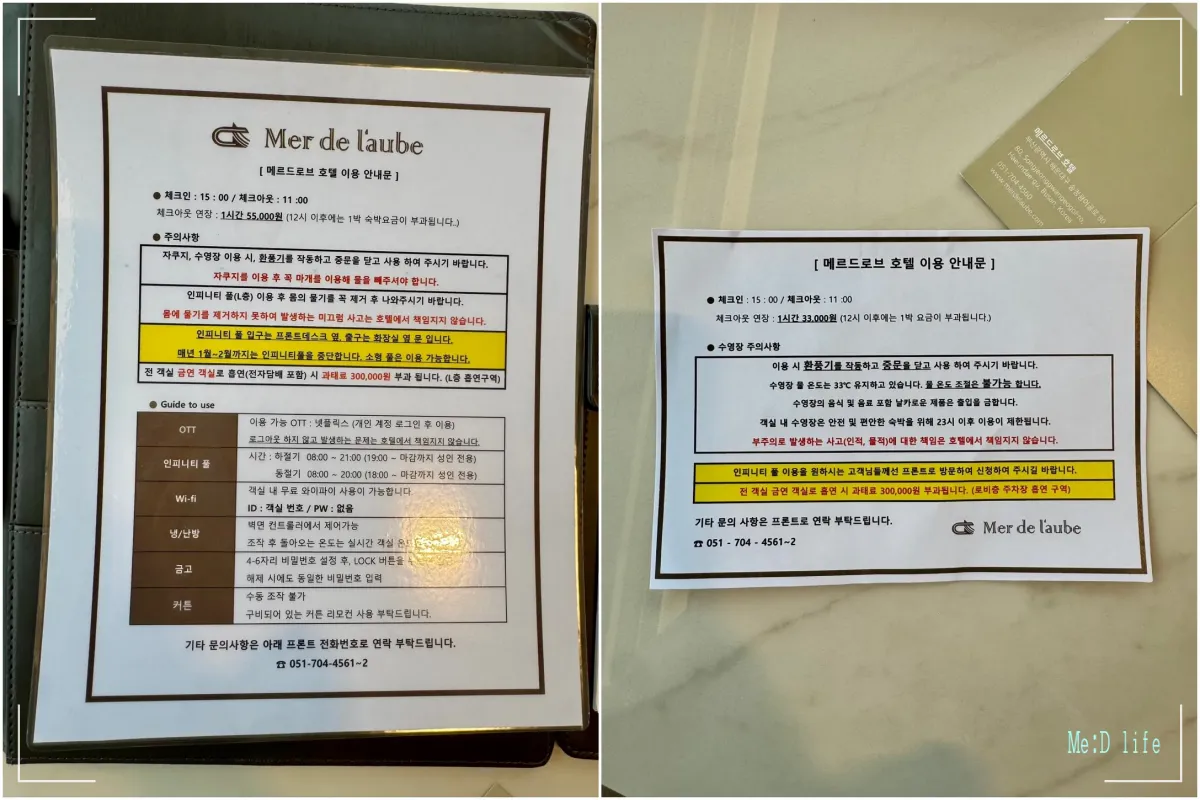 Mer de l'aube
[ 메르드로브 호텔 이용 안내문 ]
● 체크인 : 15 : 00 / 체크아웃 : 11 :00
체크아웃 연장 : 1시간 55,000원 (12시 이후에는 1박 숙박요금이 부과됩니다..)
● 주의사항
자쿠지, 수영장 이용 시, 환풍기를 작동하고 중문을 닫고 사용 하여 주시기 바랍니다.
자쿠지를 이용 후 꼭 마개를 이용해 물을 빼주셔야 합니다.
인피니티 풀(L층) 이용 후 몸의 물기를 꼭 제거 후 나와주시기 바랍니다.
몸에 물기를 제거하지 못하여 발생하는 미끄럼 사고는 호텔에서 책임지지 않습니다.
인피니티 풀 입구는 프론트데스크 옆, 출구는 화장실 옆 문 입니다.
매년 1월~2월까지는 인피니티풀을 중단합니다. 소형 풀은 이용 가능합니다.
전 객실 금연 객실로 흡연(전자담배 포함) 시 과태료 300,000원 부과 됩니다. (L층 흡연구역)
● Guide to use
OTT
이용 가능 OTT : 넷플릭스 (개인 계정 로그인 후 이용)
로그아웃 하지 않고 발생하는 문제는 호텔에서 책임지지 않습니다.
인피니티 풀
시간 : 하절기 08:00 ~ 21:00 (19:00 ~ 마감까지 성인 전용)
동절기 08:00 ~ 20:00 (18:00 ~ 마감까지 성인 전용)
Wi-fi
객실 내 무료 와이파이 사용이 가능합니다
ID : 객실 번호 / PW : 없음
냉/난방
벽면 컨트롤러에서 제어가능
조작 후 돌아오는 온도는 실시간 객실
금고
4-6자리 비밀번호 설정 후, LOCK 버튼을
해제 시에도 동일한 비밀번호 입력
커튼
수동 조작 불가
구비되어 있는 커튼 리모컨 사용 부탁드립니다.
기타 문의사항은 아래 프론트 전화번호로 연락 부탁드립니다.
☎ 051-704-4561~2
메르드로브 호텔
051-704-4560
[ 메르드로브 호텔 이용 안내문 ]
● 체크인 : 15 : 00 / 체크아웃 : 11 :00
체크아웃 연장 : 1시간 33,000원 (12시 이후에는 1박 요금이 부과됩니다.)
● 수영장 주의사항
이용 시 환풍기를 작동하고 중문을 닫고 사용 하여 주시기 바랍니다.
수영장 물 온도는 33℃ 유지하고 있습니다. 물 온도 조절은 불가능 합니다.
수영장의 음식 및 음료 포함 날카로운 제품은 출입을 금합니다.
객실 내 수영장은 안전 및 편안한 숙박을 위해 23시 이후 이용이 제한됩니다.
부주의로 발생하는 사고(인적, 물적)에 대한 책임은 호텔에서 책임지지 않습니다.
인피니티 풀 이용을 원하시는 고객님들께선 프론트로 방문하여 신청하여 주시길 바랍니다.
전 객실 금연 객실로 흡연 시 과태료 300,000원 부과됩니다. (로비층 주차장 흡연 구역)
기타 문의 사항은 프론트로 연락 부탁드립니다.
☎ 051 - 704 - 4561~2
Mer de l'aube
Me:D life